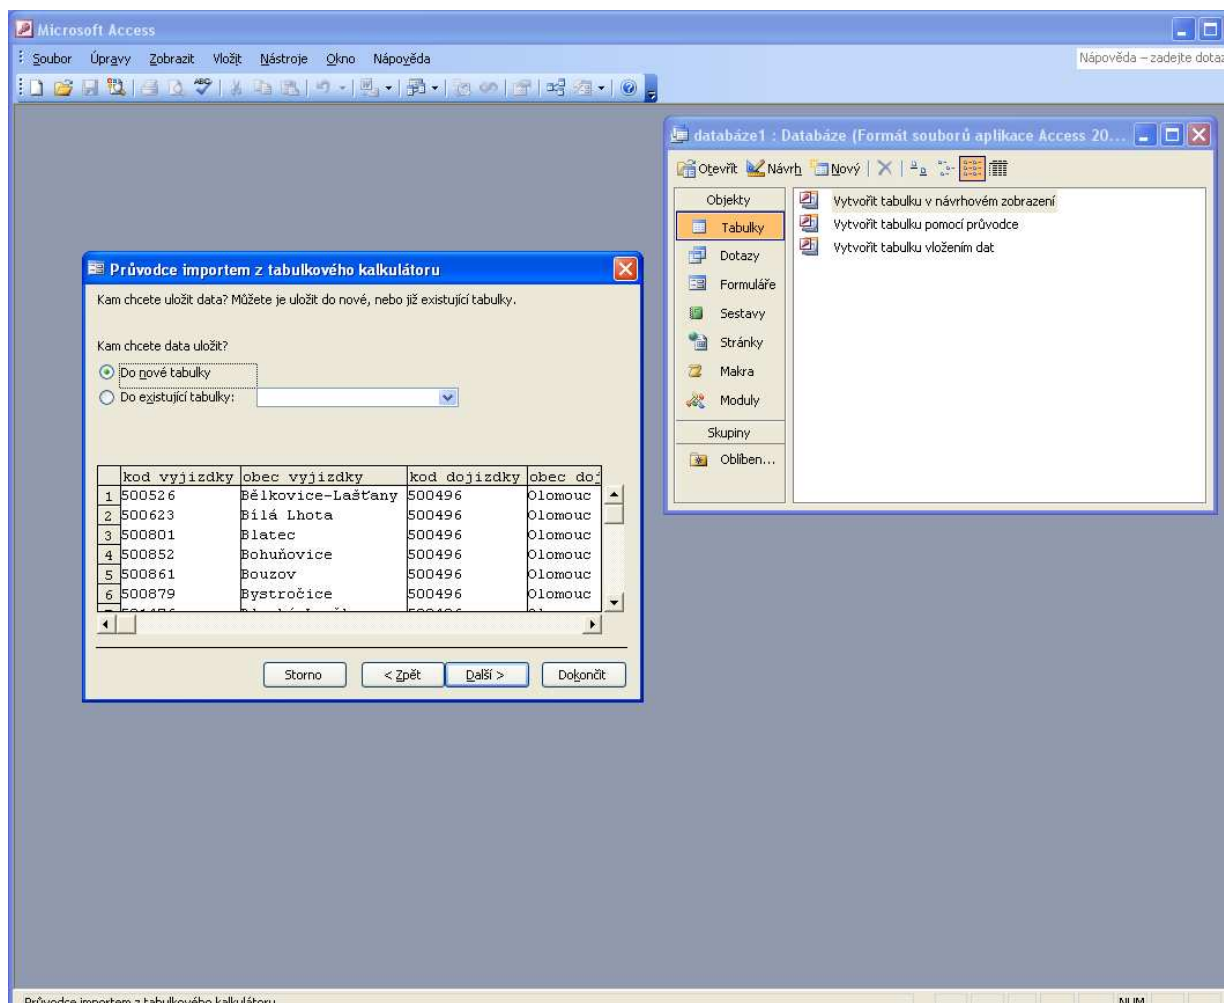 Microsoft Access
Soubor Úpravy Zobrazit Vložit Nástroje Okno Nápověda
Nápověda – zadejte dotaz
databáze1 : Databáze (Formát souborů aplikace Access 20...
Otevřít Návrh Nový
Objekty
Tabulky
Dotazy
Formuláře
Sestavy
Stránky
Makra
Moduly
Skupiny
Oblíben...
Vytvořit tabulku v návrhovém zobrazení
Vytvořit tabulku pomocí průvodce
Vytvořit tabulku vložením dat
Průvodce importem z tabulkového kalkulátoru
Kam chcete uložit data? Můžete je uložit do nové, nebo již existující tabulky.
Kam chcete data uložit?
Do nové tabulky
Do existující tabulky:
kod vyjizdky obec vyjizdky kod dojizdky obec doj
1 500526 Bělkovice-Lašťany 500496 Olomouc
2 500623 Bílá Lhota 500496 Olomouc
3 500801 Blatec 500496 Olomouc
4 500852 Bohuňovice 500496 Olomouc
5 500861 Bouzov 500496 Olomouc
6 500879 Bystročice 500496 Olomouc
Storno < Zpět Další > Dokončit
Průvodce importem z tabulkového kalkulátoru
NUM